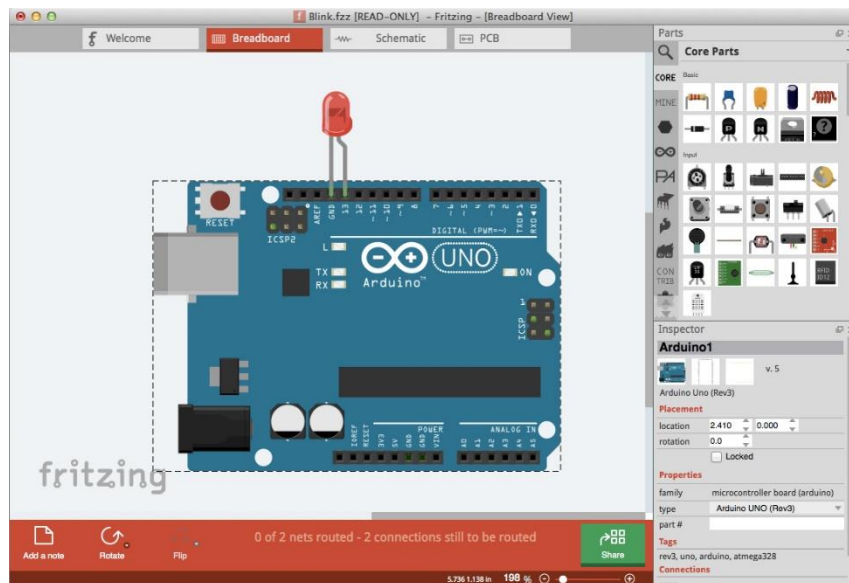 Blink.fzz [READ-ONLY] - Fritzing - [Breadboard View]
Welcome
Breadboard
Schematic
PCB
Parts
Core Parts
CORE
Basic
MINE
Input
CON
TRIB
RESET
ICSP2
AREF
GND
13
12
~11
~10
~9
8
7
~6
~5
4
~3
2
TX0 ▶ 1
RX0 ◀ 0
DIGITAL (PWM=~)
L
TX
RX
UNO
Arduino™
ON
1
ICSP
IOREF
RESET
3V3
5V
GND
GND
VIN
POWER
A0
A1
A2
A3
A4
A5
ANALOG IN
fritzing
Inspector
Arduino1
v. 5
Arduino Uno (Rev3)
Placement
location 2.410 0.000
rotation 0.0
Locked
Properties
family microcontroller board (arduino)
type Arduino UNO (Rev3)
part #
Tags
rev3, uno, arduino, atmega328
Connections
Add a note
Rotate
Flip
0 of 2 nets routed - 2 connections still to be routed
Share
5.736 1.138 in 198 %